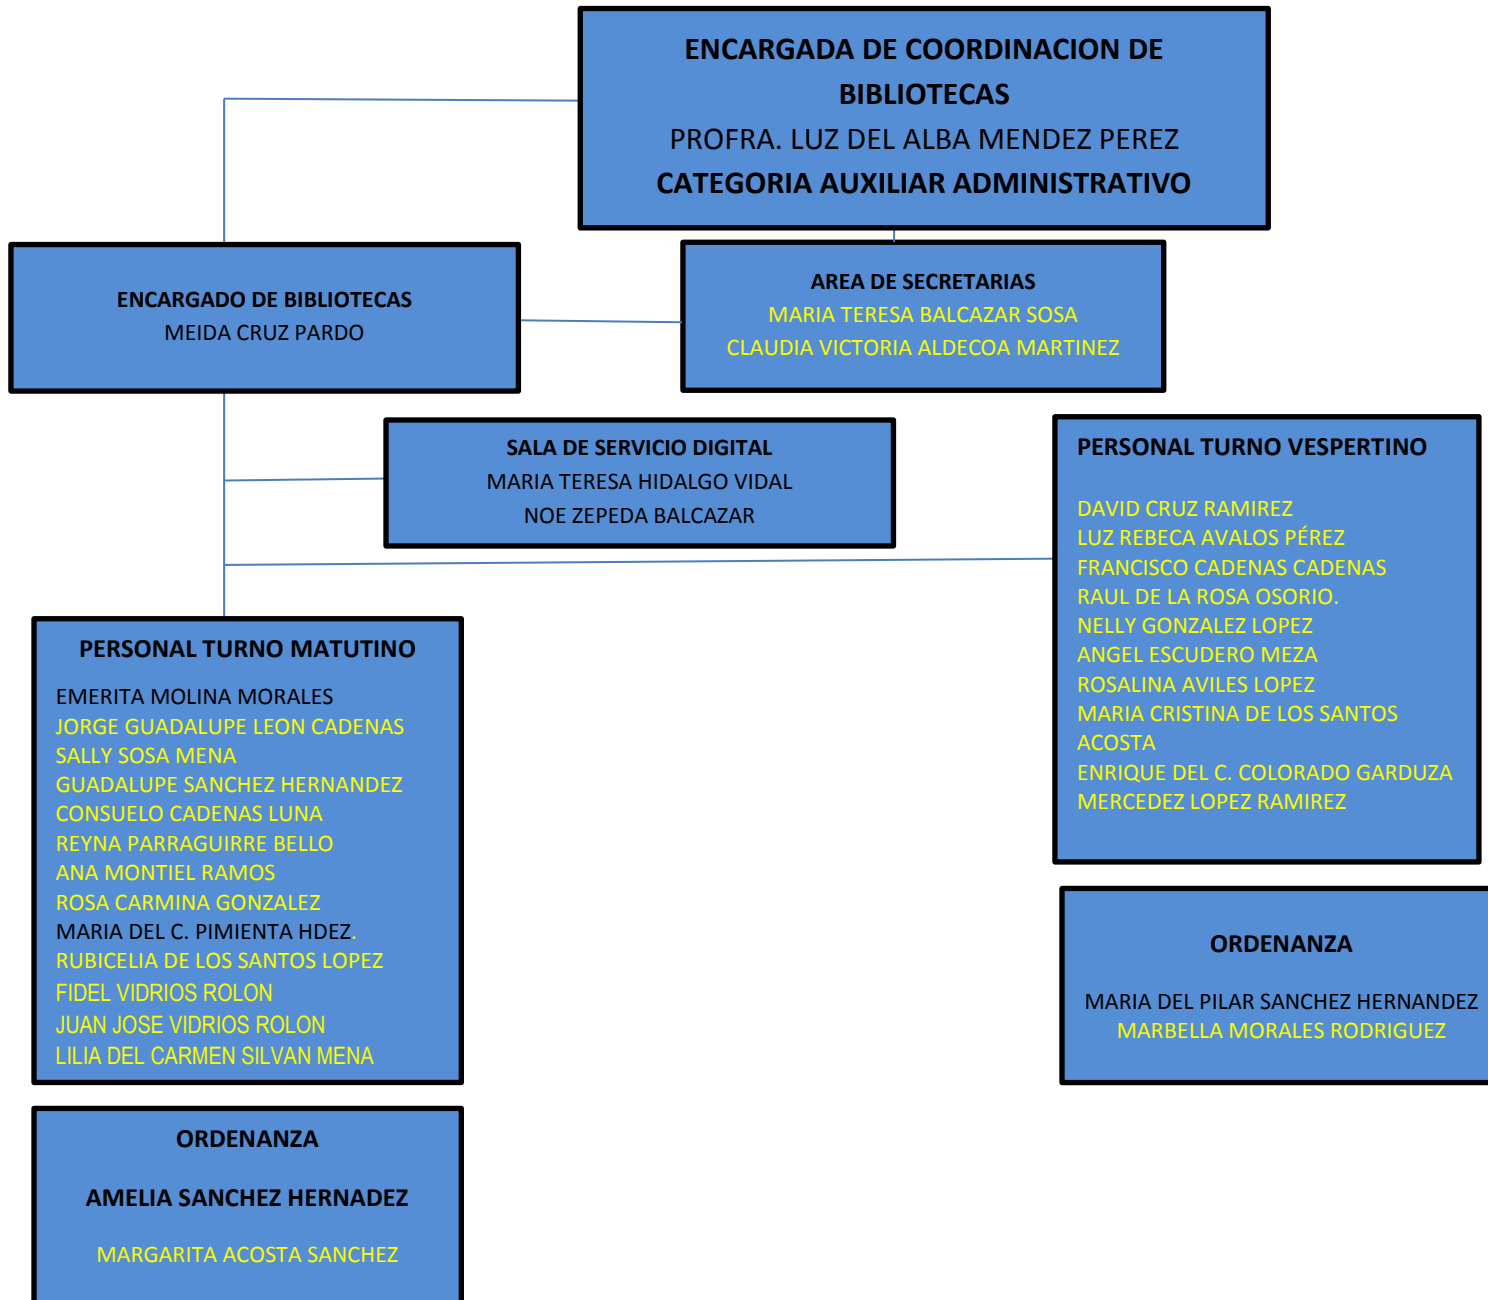 ENCARGADA DE COORDINACION DE
BIBLIOTECAS
PROFRA. LUZ DEL ALBA MENDEZ PEREZ
CATEGORIA AUXILIAR ADMINISTRATIVO
ENCARGADO DE BIBLIOTECAS
MEIDA CRUZ PARDO
AREA DE SECRETARIAS
MARIA TERESA BALCAZAR SOSA
CLAUDIA VICTORIA ALDECOA MARTINEZ
SALA DE SERVICIO DIGITAL
MARIA TERESA HIDALGO VIDAL
NOE ZEPEDA BALCAZAR
PERSONAL TURNO VESPERTINO
DAVID CRUZ RAMIREZ
LUZ REBECA AVALOS PÉREZ
FRANCISCO CADENAS CADENAS
RAUL DE LA ROSA OSORIO.
NELLY GONZALEZ LOPEZ
ANGEL ESCUDERO MEZA
ROSALINA AVILES LOPEZ
MARIA CRISTINA DE LOS SANTOS
ACOSTA
ENRIQUE DEL C. COLORADO GARDUZA
MERCEDEZ LOPEZ RAMIREZ
PERSONAL TURNO MATUTINO
EMERITA MOLINA MORALES
JORGE GUADALUPE LEON CADENAS
SALLY SOSA MENA
GUADALUPE SANCHEZ HERNANDEZ
CONSUELO CADENAS LUNA
REYNA PARRAGUIRRE BELLO
ANA MONTIEL RAMOS
ROSA CARMINA GONZALEZ
MARIA DEL C. PIMIENTA HDEZ.
RUBICELIA DE LOS SANTOS LOPEZ
FIDEL VIDRIOS ROLON
JUAN JOSE VIDRIOS ROLON
LILIA DEL CARMEN SILVAN MENA
ORDENANZA
MARIA DEL PILAR SANCHEZ HERNANDEZ
MARBELLA MORALES RODRIGUEZ
ORDENANZA
AMELIA SANCHEZ HERNADEZ
MARGARITA ACOSTA SANCHEZ